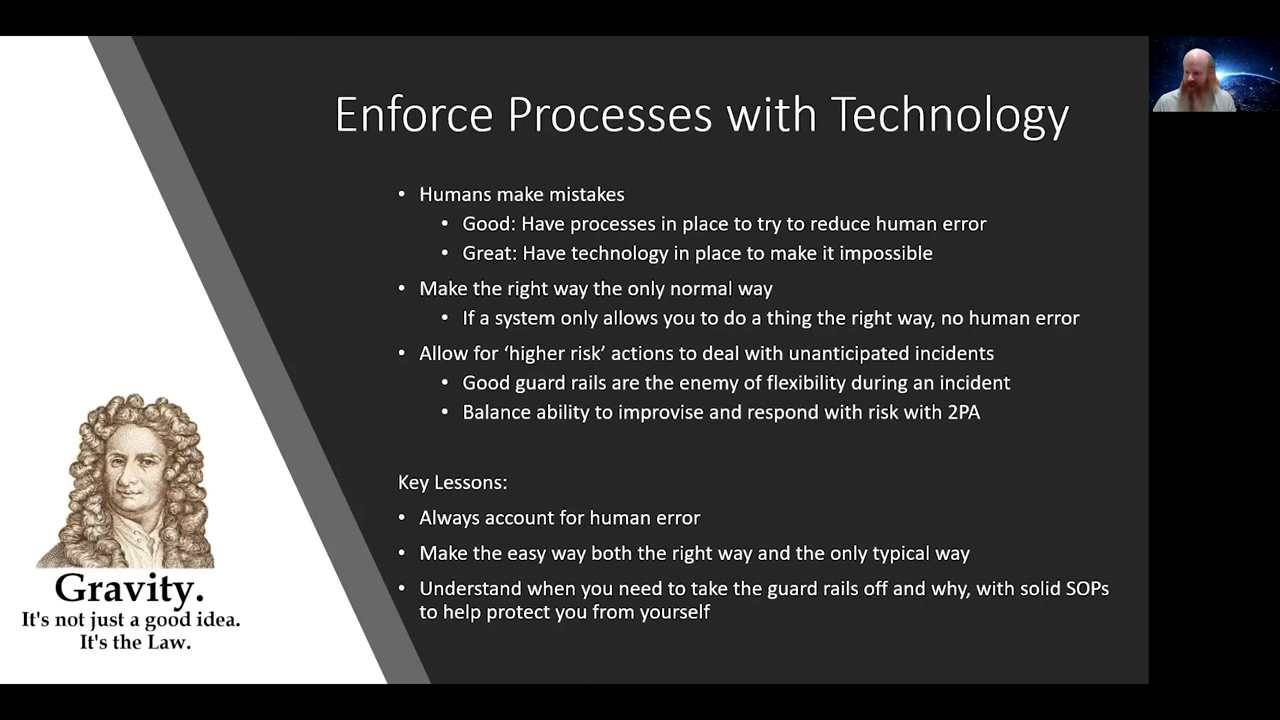 Enforce Processes with Technology
• Humans make mistakes
• Good: Have processes in place to try to reduce human error
• Great: Have technology in place to make it impossible
• Make the right way the only normal way
• If a system only allows you to do a thing the right way, no human error
• Allow for ‘higher risk’ actions to deal with unanticipated incidents
• Good guard rails are the enemy of flexibility during an incident
• Balance ability to improvise and respond with risk with 2PA
Key Lessons:
• Always account for human error
• Make the easy way both the right way and the only typical way
• Understand when you need to take the guard rails off and why, with solid SOPs
to help protect you from yourself
Gravity.
It's not just a good idea.
It's the Law.